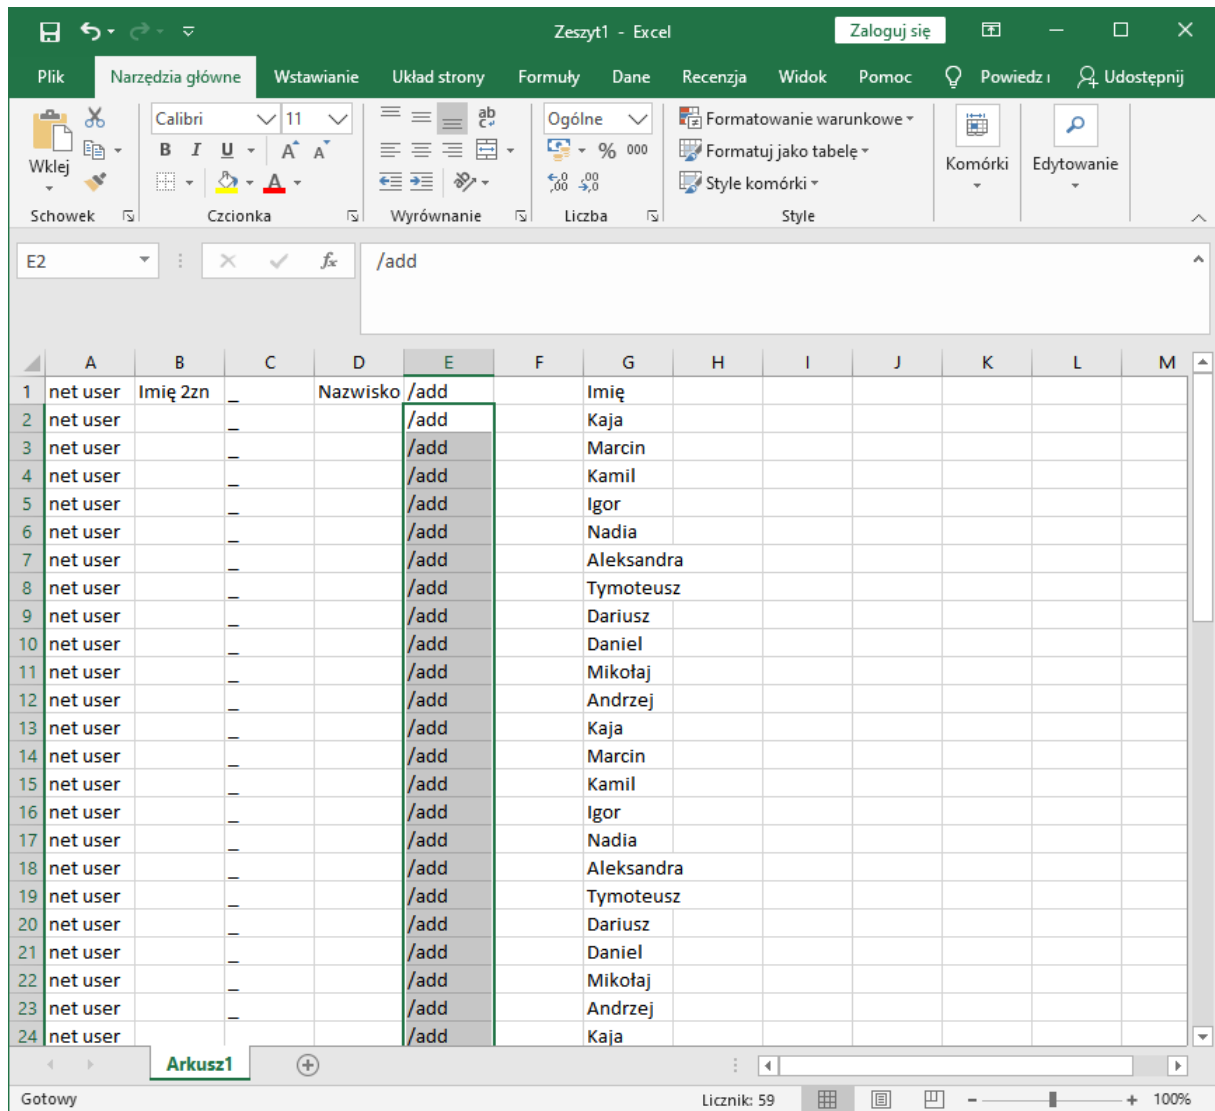 Zeszyt1 - Excel Zaloguj się
Plik Narzędzia główne Wstawianie Układ strony Formuły Dane Recenzja Widok Pomoc Powiedz Udostępnij
Calibri 11 ab Ogólne Formatowanie warunkowe
Wklej B I U A A % 000 Formatuj jako tabelę Komórki Edytowanie
A ,00 Style komórki
Schowek Czcionka Wyrównanie Liczba Style
E2 fx /add
A B C D E F G H I J K L M
1 net user Imię 2zn _ Nazwisko /add Imię
2 net user _ /add Kaja
3 net user _ /add Marcin
4 net user _ /add Kamil
5 net user _ /add Igor
6 net user _ /add Nadia
7 net user _ /add Aleksandra
8 net user _ /add Tymoteusz
9 net user _ /add Dariusz
10 net user _ /add Daniel
11 net user _ /add Mikołaj
12 net user _ /add Andrzej
13 net user _ /add Kaja
14 net user _ /add Marcin
15 net user _ /add Kamil
16 net user _ /add Igor
17 net user _ /add Nadia
18 net user _ /add Aleksandra
19 net user _ /add Tymoteusz
20 net user _ /add Dariusz
21 net user _ /add Daniel
22 net user _ /add Mikołaj
23 net user _ /add Andrzej
24 net user /add Kaja
Arkusz1
Gotowy Licznik: 59 100%